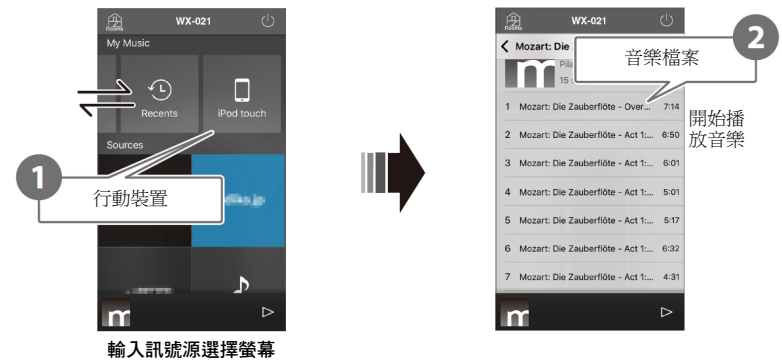 Rooms
WX-021
My Music
Recents
iPod touch
Sources
1
行動裝置
輸入訊號源選擇螢幕
Rooms
WX-021
Mozart: Die
2
音樂檔案
15
1 Mozart: Die Zauberflöte - Over... 7:14
2 Mozart: Die Zauberflöte - Act 1:... 6:50
3 Mozart: Die Zauberflöte - Act 1:... 6:01
4 Mozart: Die Zauberflöte - Act 1:... 5:01
5 Mozart: Die Zauberflöte - Act 1:... 5:17
6 Mozart: Die Zauberflöte - Act 1:... 6:32
7 Mozart: Die Zauberflöte - Act 1:... 4:31
開始播
放音樂